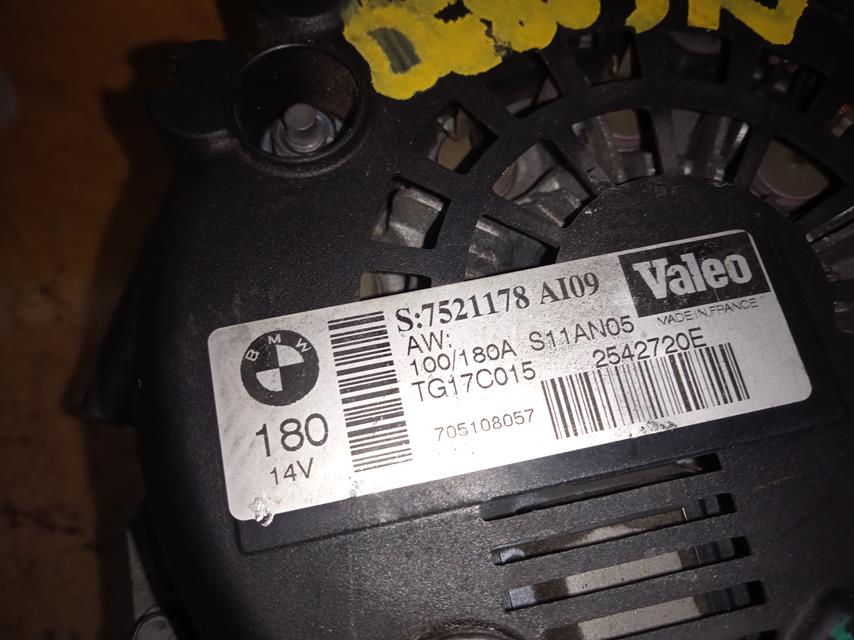 S:7521178 AI09
Valeo
MADE IN FRANCE
AW:
100/180A S11AN05
TG17C015 2542720E
705108057
BMW
180
14V